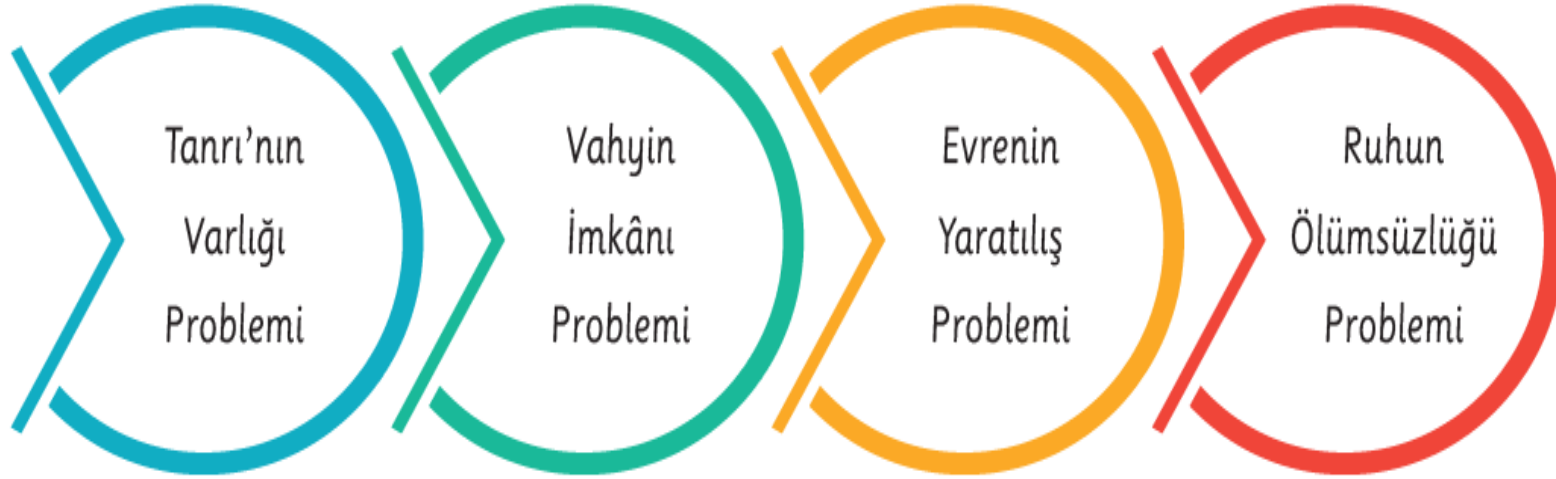 Tanrı’nın
Varlığı
Problemi
Vahyin
İmkânı
Problemi
Evrenin
Yaratılış
Problemi
Ruhun
Ölümsüzlüğü
Problemi